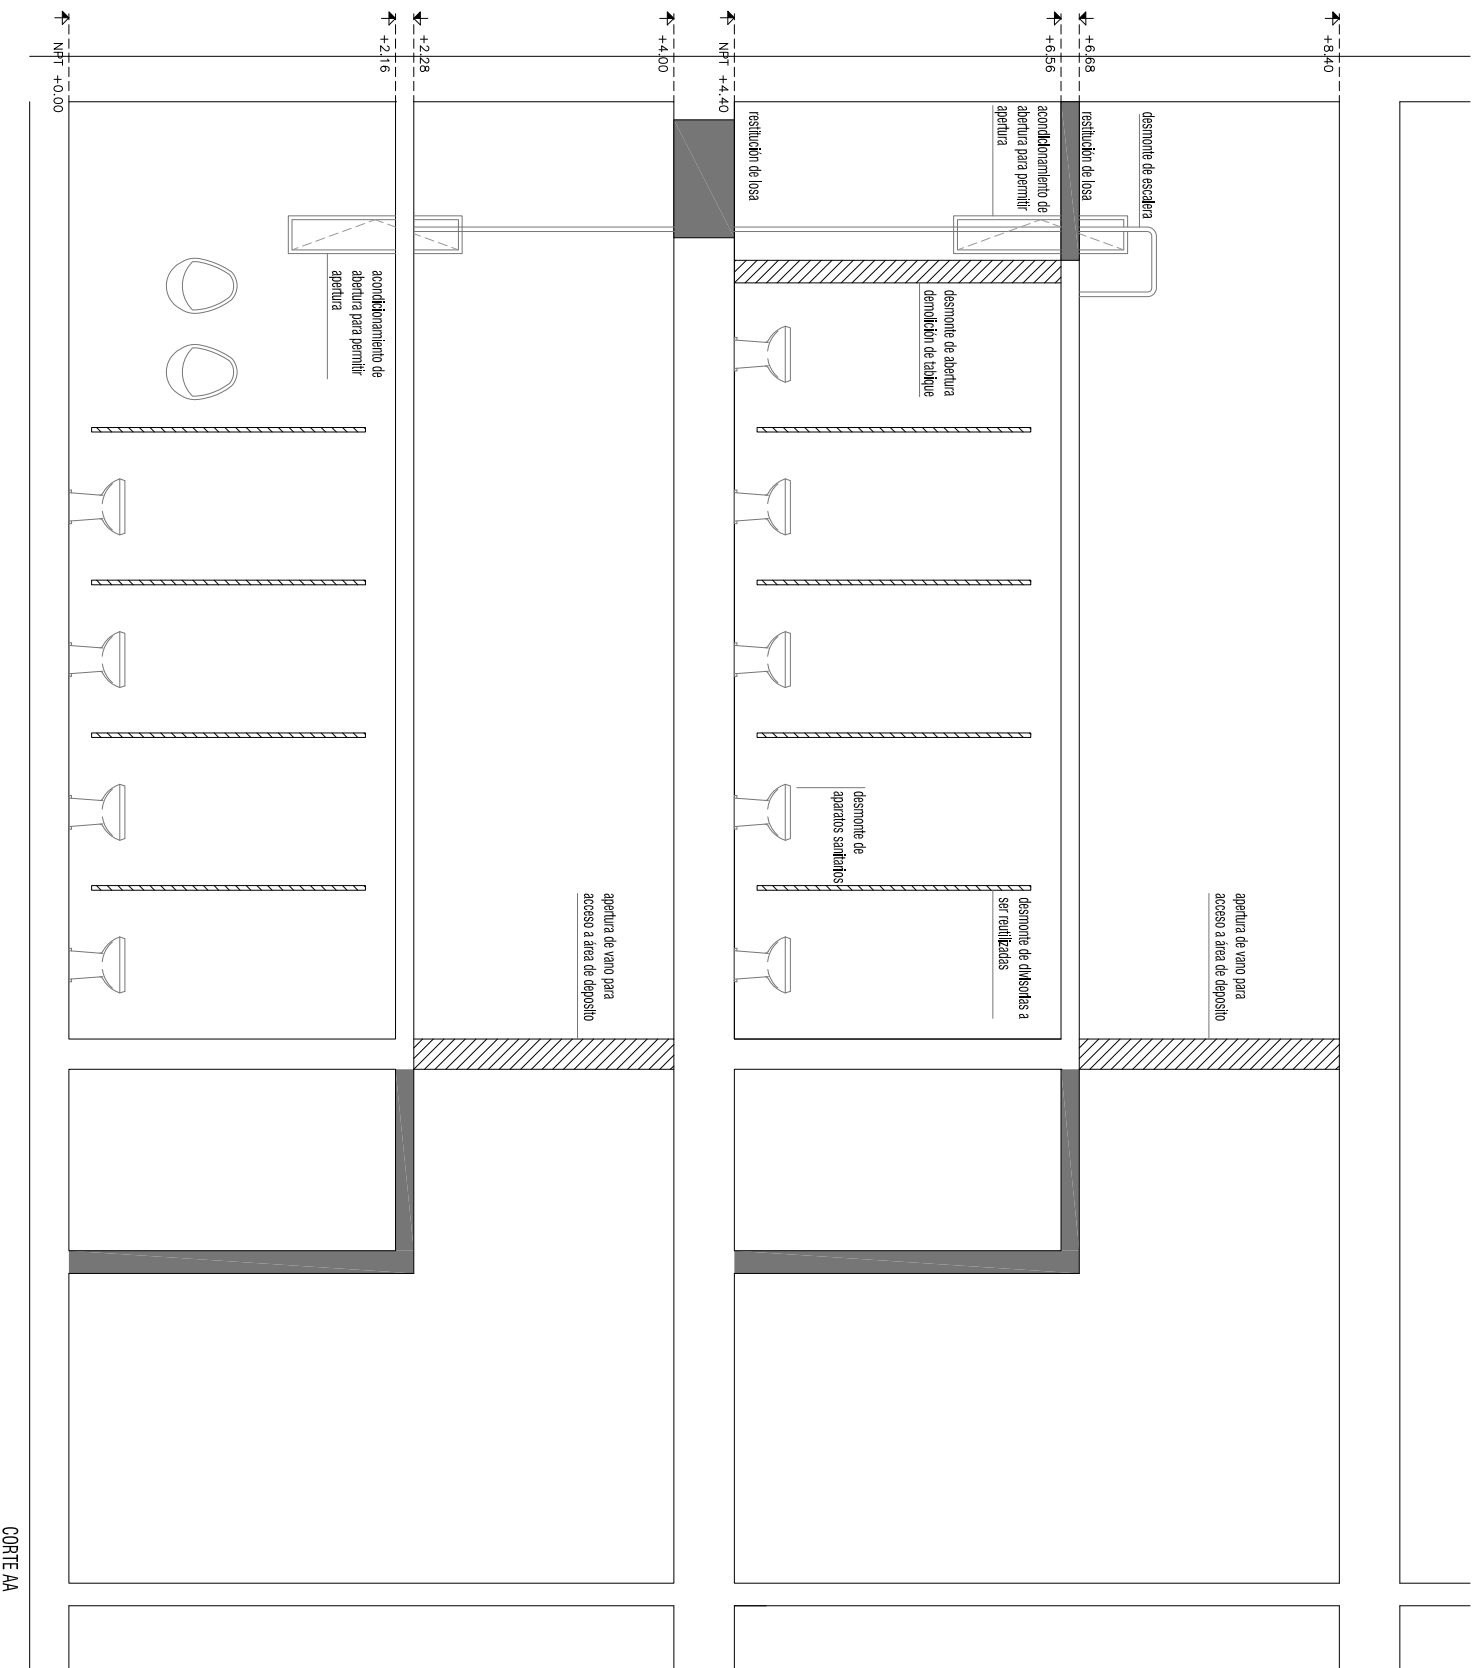 +8.40
+6.68
+6.56
NPT +4.40
+4.00
+2.28
+2.16
NPT +0.00
desmonte de escalera
restitución de losa
acondicionamiento de
abertura para permitir
apertura
restitución de losa
desmonte de abertura
demolición de tabique
desmonte de
aparatos sanitarios
desmonte de divisorias a
ser reutilizadas
apertura de vano para
acceso a área de deposito
acondicionamiento de
abertura para permitir
apertura
apertura de vano para
acceso a área de deposito
CORTE AA